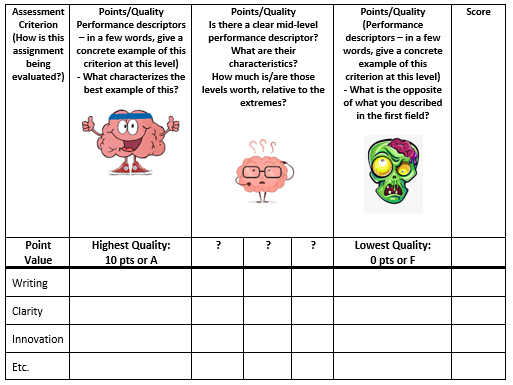 Assessment
Criterion
(How is this
assignment
being
evaluated?)
Points/Quality
Performance descriptors
– in a few words, give a
concrete example of this
criterion at this level)
- What characterizes the
best example of this?
Points/Quality
Is there a clear mid-level
performance descriptor?
What are their
characteristics?
How much is/are those
levels worth, relative to the
extremes?
? ? ?
Points/Quality
(Performance
descriptors – in a few
words, give a concrete
example of this
criterion at this level)
- What is the opposite
of what you described
in the first field?
Score
Point
Value
Highest Quality:
10 pts or A
?
?
?
Lowest Quality:
0 pts or F
Writing
Clarity
Innovation
Etc.